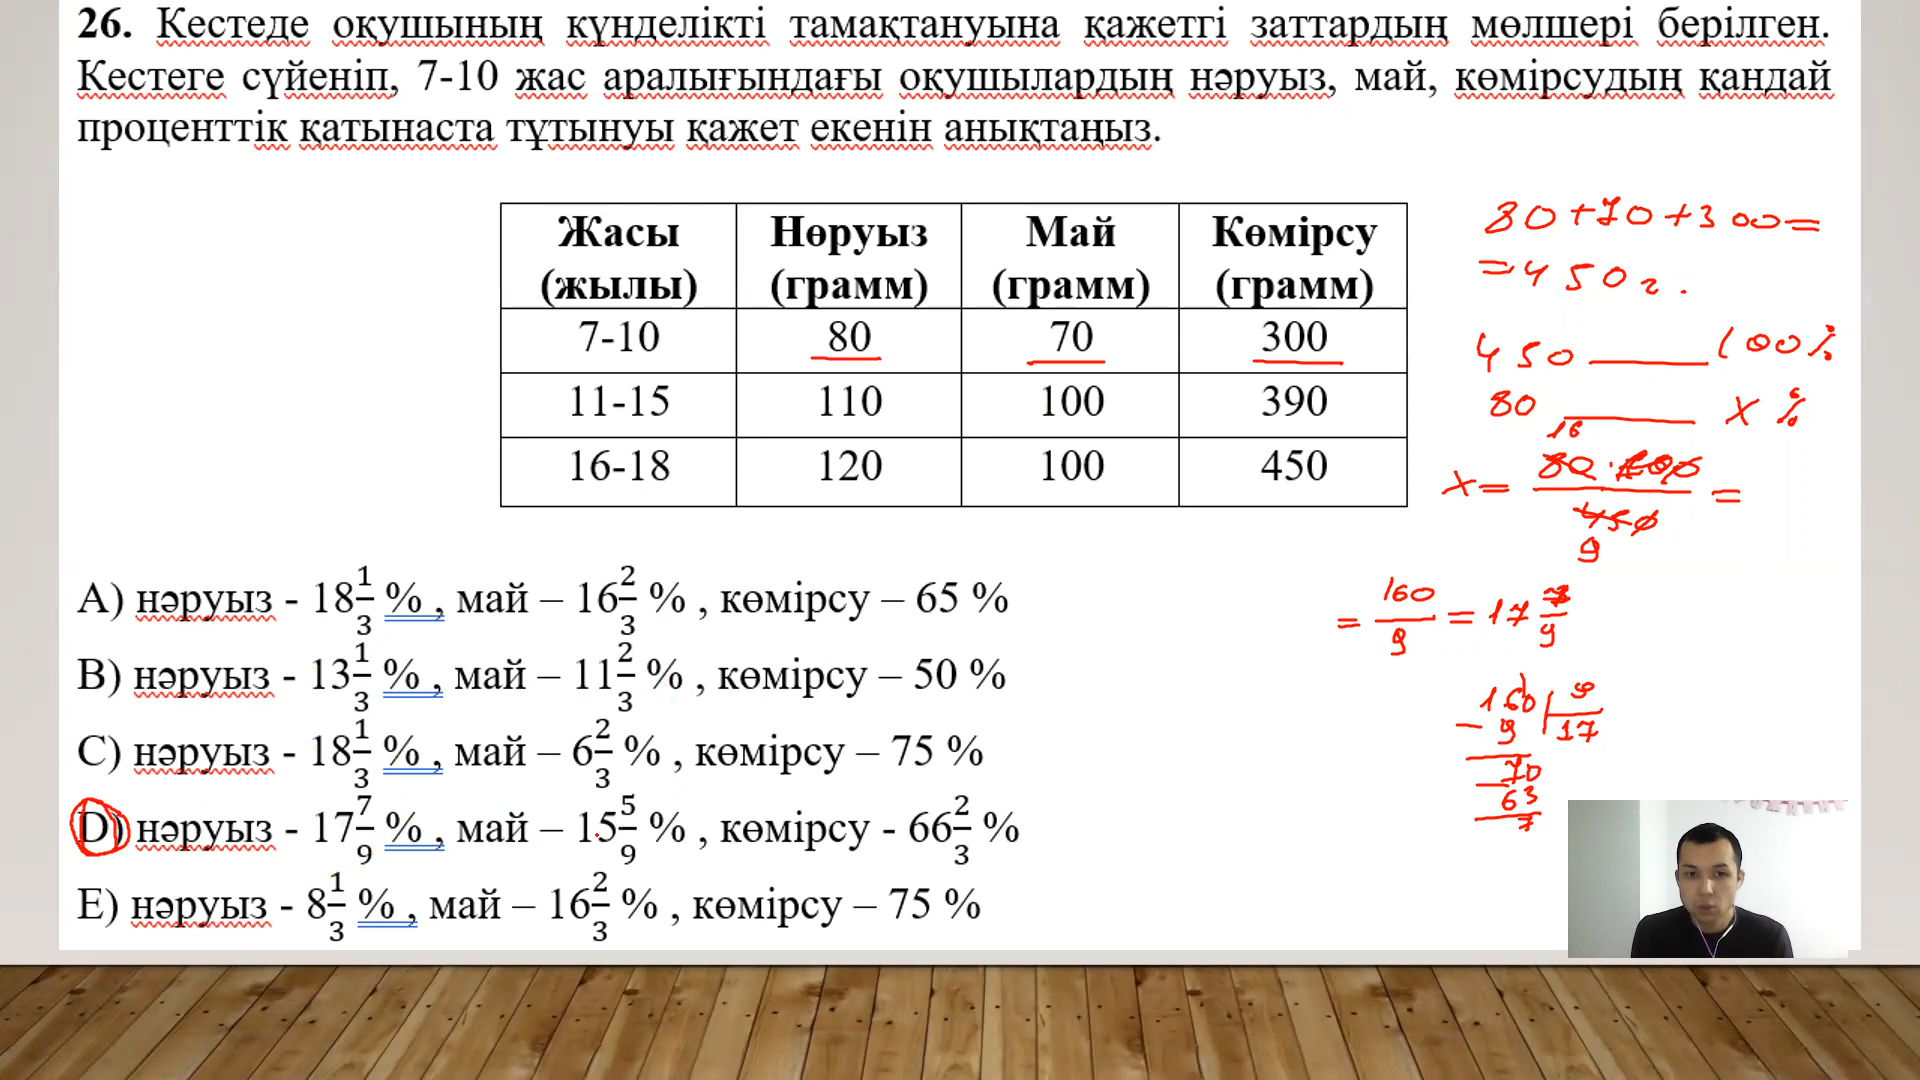 26. Кестеде оқушының күнделікті тамақтануына қажетгі заттардың мөлшері берілген.
Кестеге сүйеніп, 7-10 жас аралығындағы оқушылардың нәруыз, май, көмірсудың қандай
проценттік қатынаста тұтынуы қажет екенін анықтаңыз.
Жасы (жылы) Нөруыз (грамм) Май (грамм) Көмірсу (грамм)
7-10 80 70 300
11-15 110 100 390
16-18 120 100 450
A) нәруыз - 18 1/3 % , май – 16 2/3 % , көмірсу – 65 %
B) нәруыз - 13 1/3 % , май – 11 2/3 % , көмірсу – 50 %
C) нәруыз - 18 1/3 % , май – 6 2/3 % , көмірсу – 75 %
D) нәруыз - 17 7/9 % , май – 15 5/9 % , көмірсу - 66 2/3 %
E) нәруыз - 8 1/3 % , май – 16 2/3 % , көмірсу – 75 %
80+70+300=
=450г.
450 — 100%
80 — x %
16
x = 80·100/450 =
9
= 160/9 = 17 7/9
160 | 9
- 9 17
70
- 63
7